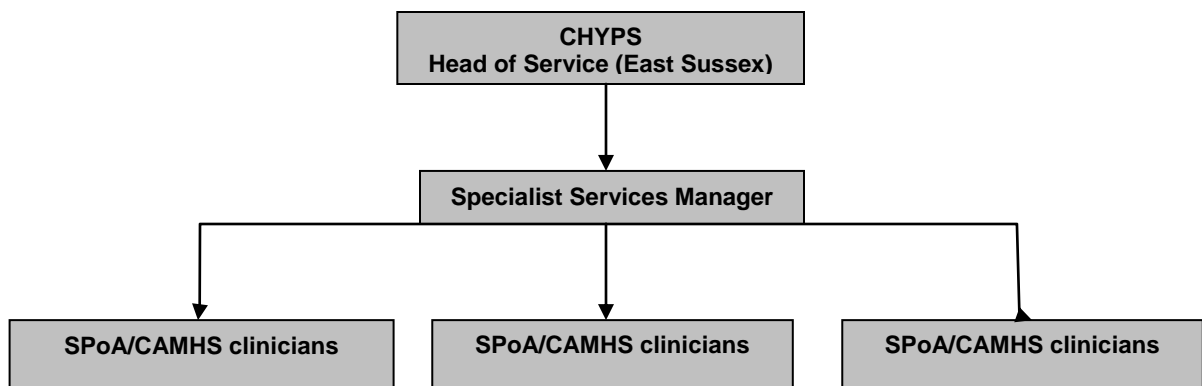 CHYPS
Head of Service (East Sussex)
Specialist Services Manager
SPoA/CAMHS clinicians
SPoA/CAMHS clinicians
SPoA/CAMHS clinicians